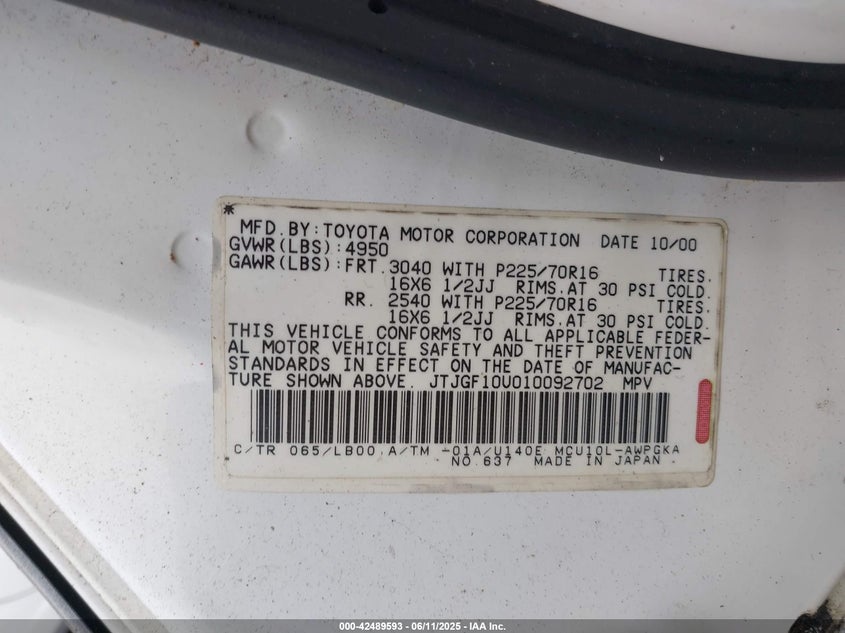 MFD.BY:TOYOTA MOTOR CORPORATION DATE 10/00
GVWR(LBS):4950
GAWR(LBS):FRT.3040 WITH P225/70R16 TIRES.
16X6 1/2JJ RIMS.AT 30 PSI COLD.
RR. 2540 WITH P225/70R16 TIRES.
16X6 1/2JJ RIMS.AT 30 PSI COLD.
THIS VEHICLE CONFORMS TO ALL APPLICABLE FEDER-
AL MOTOR VEHICLE SAFETY AND THEFT PREVENTION
STANDARDS IN EFFECT ON THE DATE OF MANUFAC-
TURE SHOWN ABOVE. JTJGF10U010092702 MPV
C/TR 065/LB00 A/TM -01A/U140E MCU10L-AWPGKA
NO.637 MADE IN JAPAN
000-42489593 - 06/11/2025 - IAA Inc.